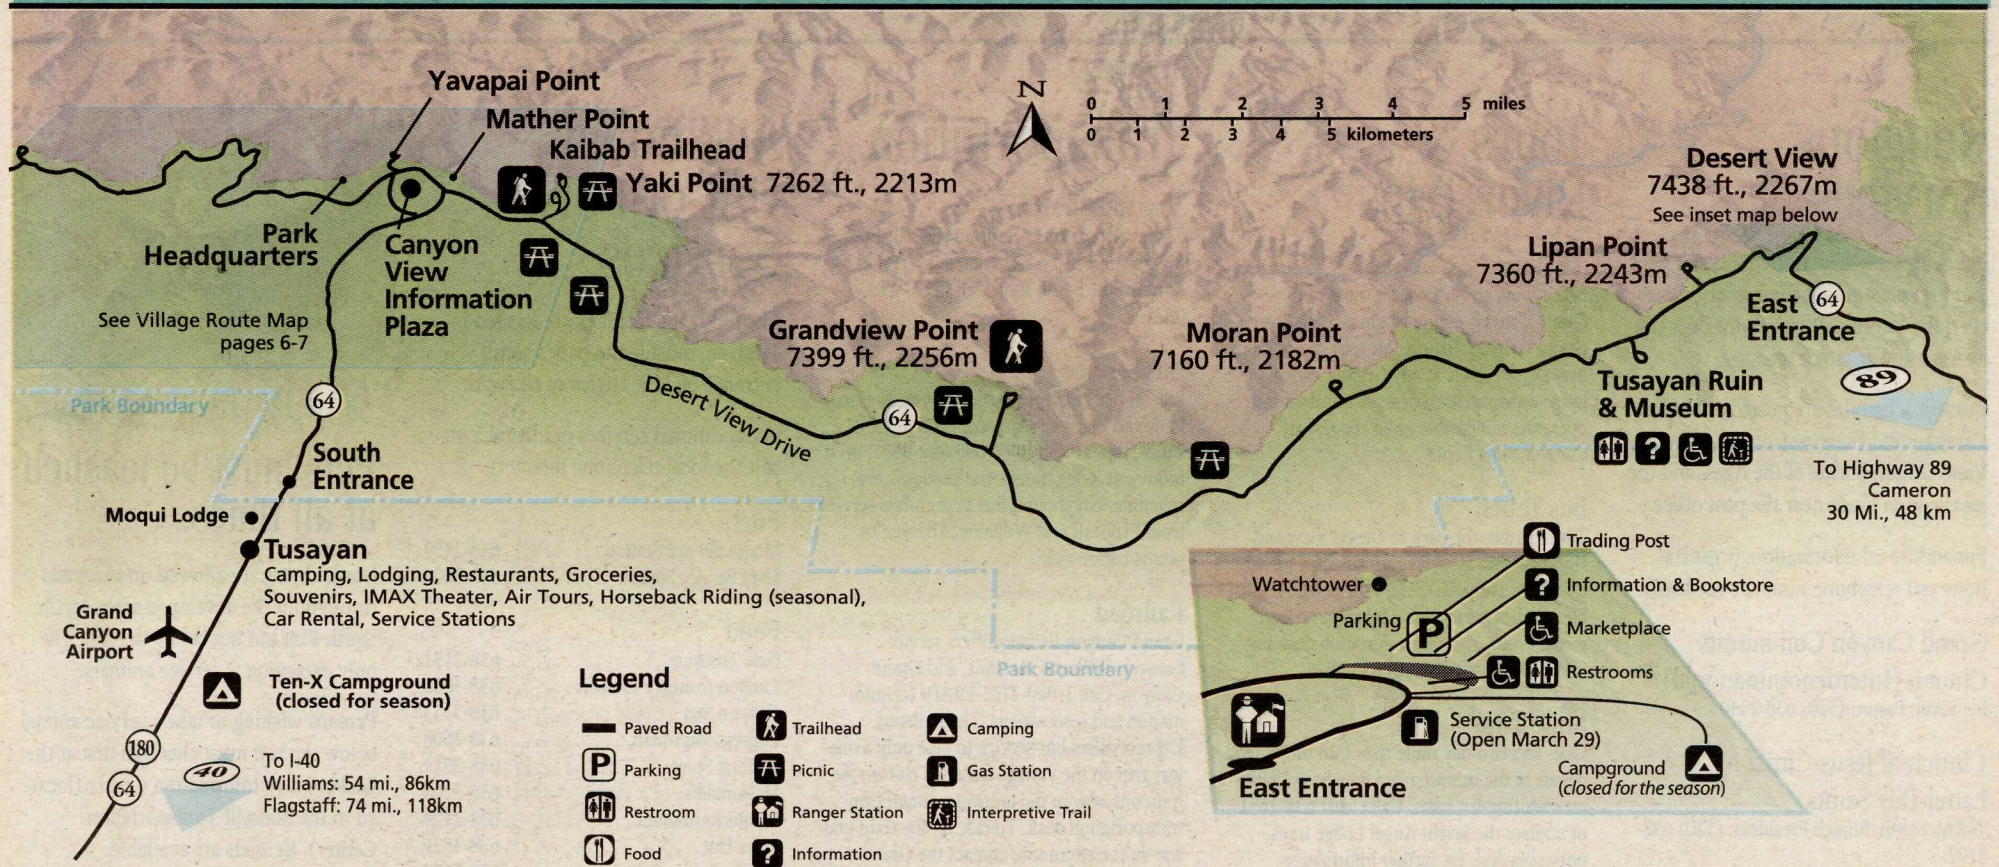 Yavapai Point
Mather Point
Kaibab Trailhead
Yaki Point 7262 ft., 2213m
N
0 1 2 3 4 5 miles
0 1 2 3 4 5 kilometers
Desert View
7438 ft., 2267m
See inset map below
Lipan Point
7360 ft., 2243m
Park
Headquarters
Canyon
View
Information
Plaza
See Village Route Map
pages 6-7
Grandview Point
7399 ft., 2256m
Moran Point
7160 ft., 2182m
64
East
Entrance
89
Tusayan Ruin
& Museum
?
Park Boundary
64
Desert View Drive
64
South
Entrance
To Highway 89
Cameron
30 Mi., 48 km
Moqui Lodge
Tusayan
Camping, Lodging, Restaurants, Groceries,
Souvenirs, IMAX Theater, Air Tours, Horseback Riding (seasonal),
Car Rental, Service Stations
Grand
Canyon
Airport
Ten-X Campground
(closed for season)
180
64
40
To I-40
Williams: 54 mi., 86km
Flagstaff: 74 mi., 118km
Park Boundary
Legend
Paved Road
P Parking
Restroom
Food
Trailhead
Picnic
Ranger Station
? Information
Camping
Gas Station
Interpretive Trail
Trading Post
Watchtower
? Information & Bookstore
Parking P
Marketplace
Restrooms
Service Station
(Open March 29)
Campground
(closed for the season)
East Entrance